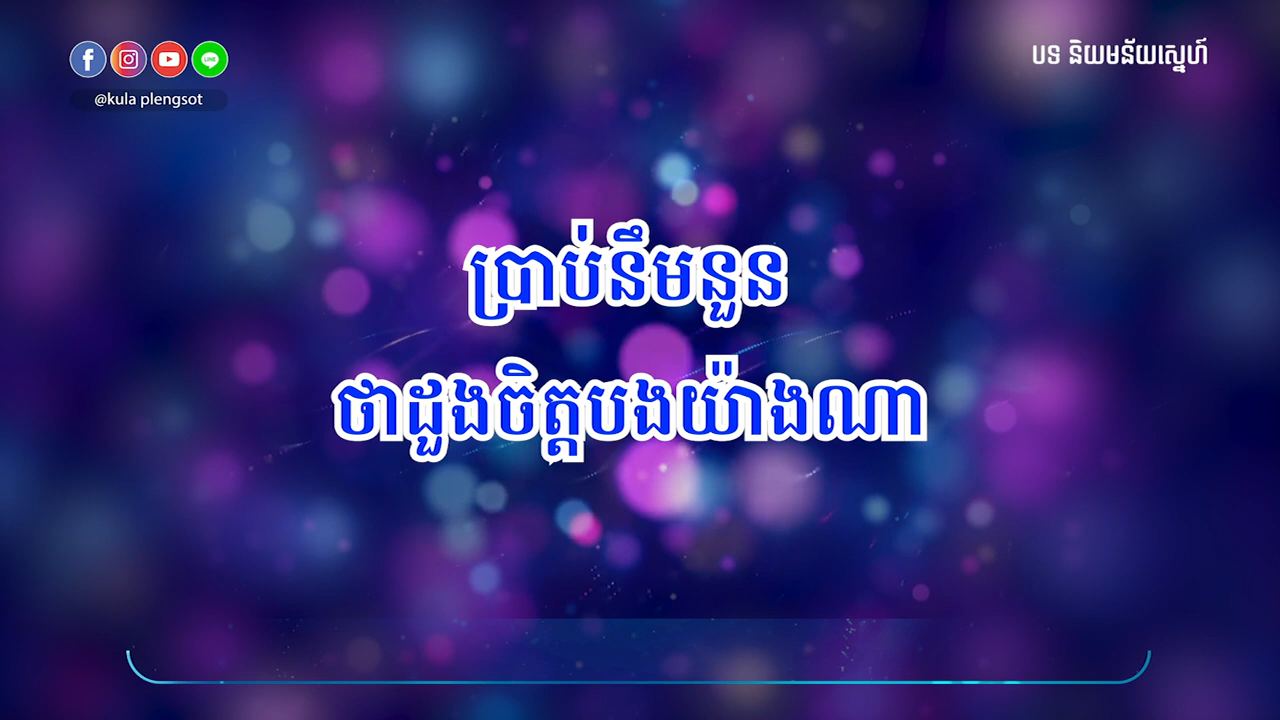 បទ និយមន័យស្នេហ៍
@kula plengsot
ប្រាប់នឹមនួន
ថាដួងចិត្តបងយ៉ាងណា